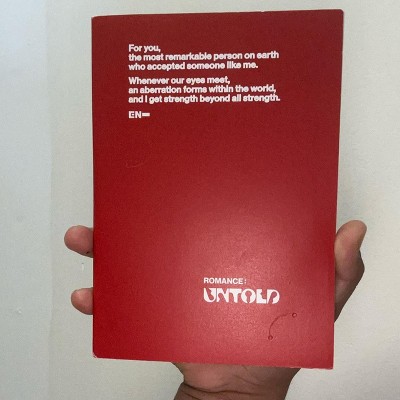 For you,
the most remarkable person on earth
who accepted someone like me.
Whenever our eyes meet,
an aberration forms within the world,
and I get strength beyond all strength.
EN–
ROMANCE :
UNTOLD